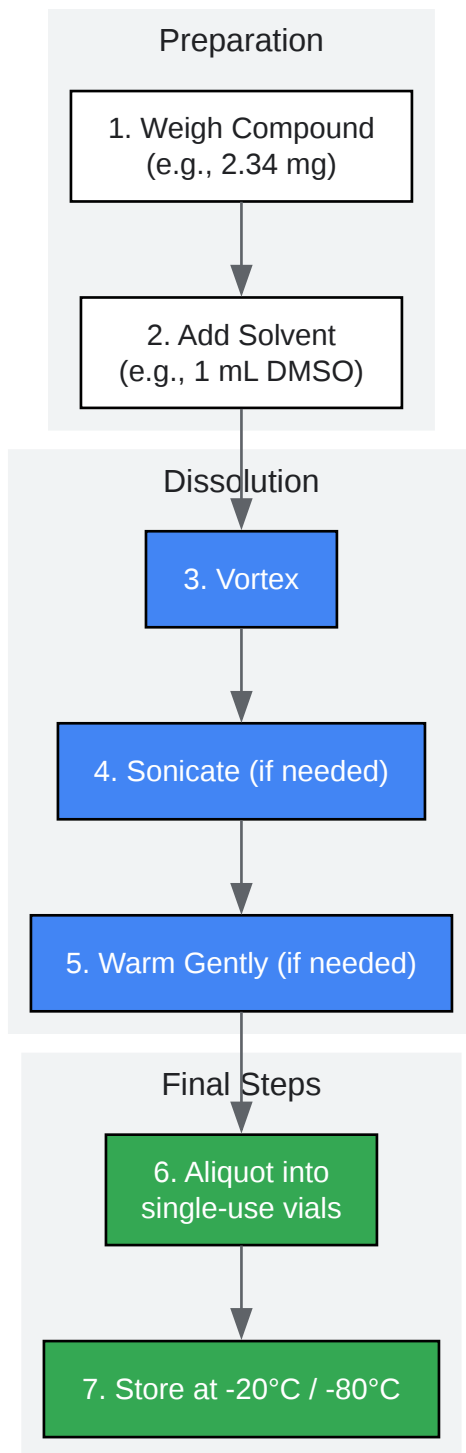 Preparation
1. Weigh Compound
(e.g., 2.34 mg)
2. Add Solvent
(e.g., 1 mL DMSO)
Dissolution
3. Vortex
4. Sonicate (if needed)
5. Warm Gently (if needed)
Final Steps
6. Aliquot into
single-use vials
7. Store at -20°C / -80°C